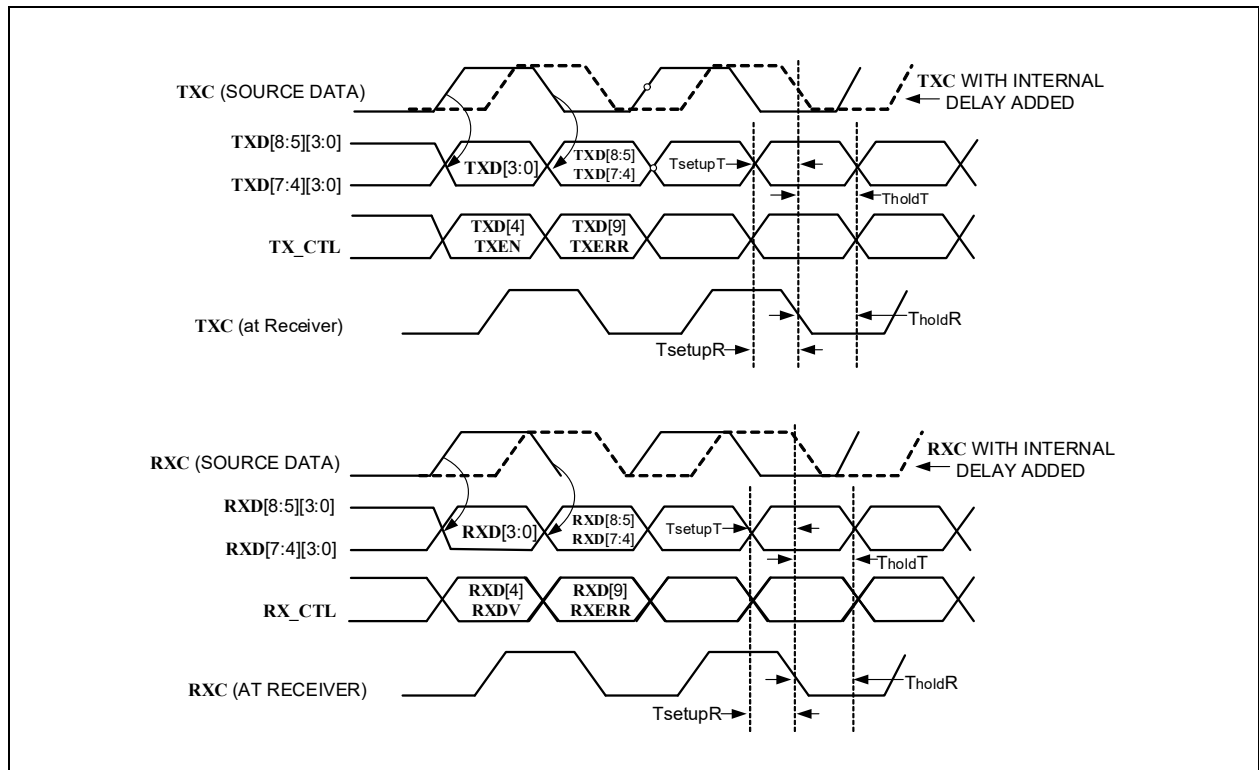 TXC (SOURCE DATA)
TXC WITH INTERNAL
DELAY ADDED
TXD[8:5][3:0]
TXD[7:4][3:0]
TXD[3:0]
TXD[8:5]
TXD[7:4]
TsetupT
TholdT
TX_CTL
TXD[4]
TXEN
TXD[9]
TXERR
TXC (at Receiver)
TholdR
TsetupR
RXC (SOURCE DATA)
RXC WITH INTERNAL
DELAY ADDED
RXD[8:5][3:0]
RXD[7:4][3:0]
RXD[3:0]
RXD[8:5]
RXD[7:4]
TsetupT
TholdT
RX_CTL
RXD[4]
RXDV
RXD[9]
RXERR
RXC (AT RECEIVER)
TholdR
TsetupR